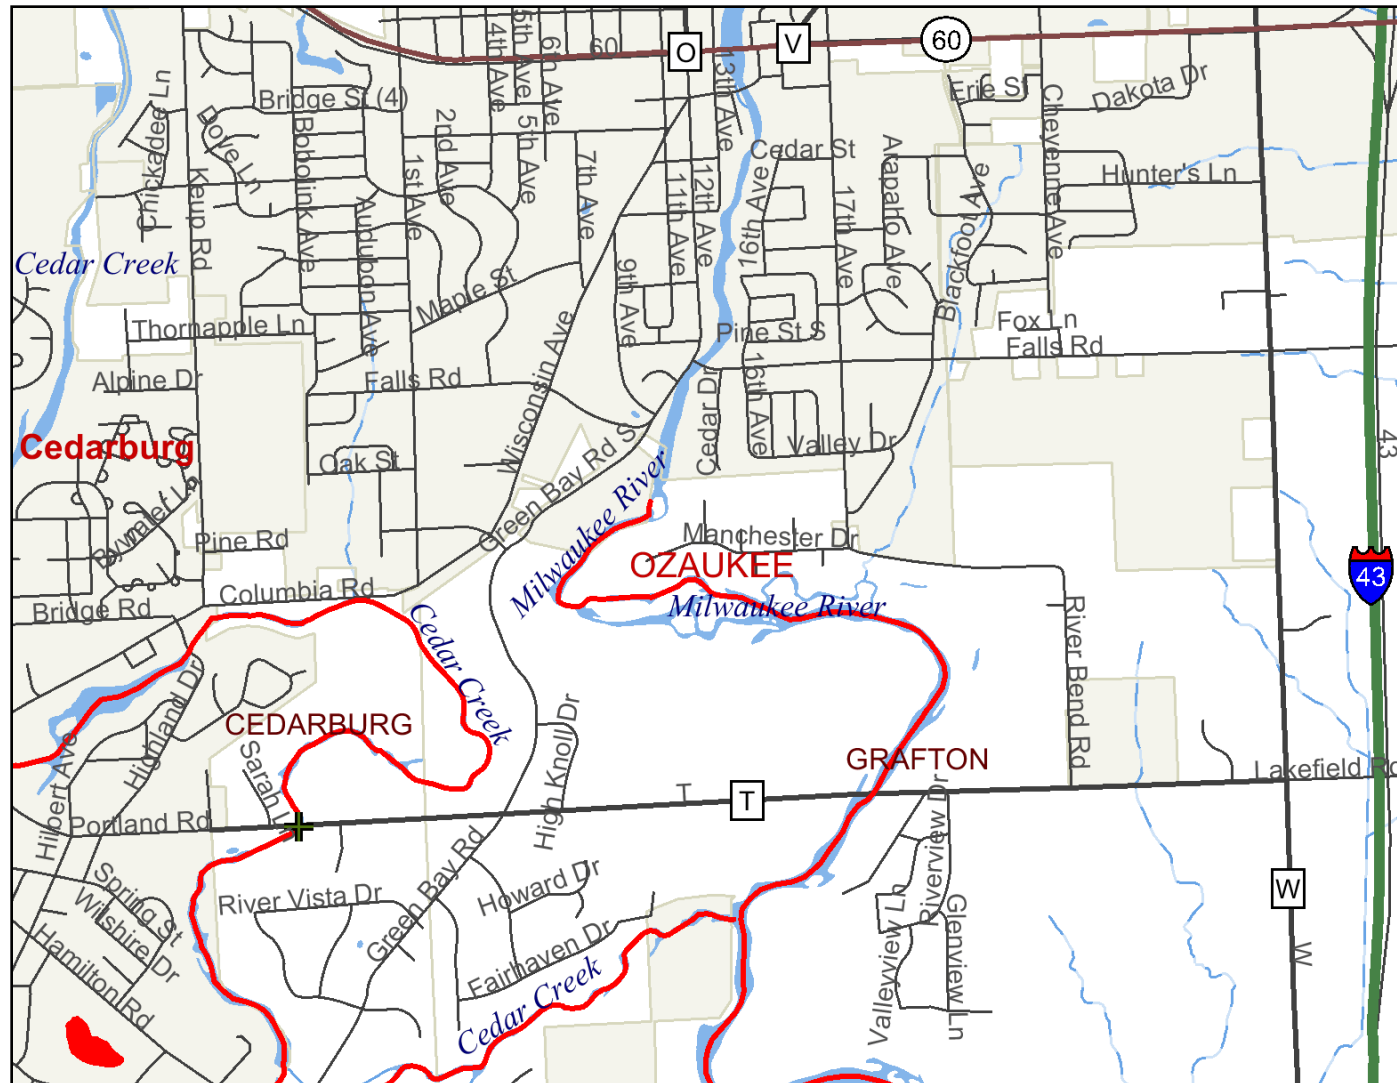 60
O
V
60
4th Ave
5th Ave
6th Ave
13th Ave
Chickadee Ln
Bridge St (4)
Erie St
Dakota Dr
Dove Ln
Bobolink Ave
2nd Ave
5th Ave
Cedar St
Arapaho Ave
Cheyenne Ave
Hunter's Ln
Keup Rd
Audubon Ave
1st Ave
7th Ave
11th Ave
12th Ave
16th Ave
17th Ave
Blackfoot Ave
Cedar Creek
Maple St
9th Ave
Thornapple Ln
Wisconsin Ave
Pine St S
Fox Ln
Falls Rd
Alpine Dr
Falls Rd
16th Ave
Cedar Dr
Cedarburg
Oak St
Green Bay Rd S
Valley Dr
43
Bywater Ln
Pine Rd
Milwaukee River
Manchester Dr
OZAUKEE
43
Columbia Rd
Bridge Rd
Milwaukee River
Cedar Creek
River Bend Rd
Highland Dr
CEDARBURG
High Knoll Dr
GRAFTON
Hilbert Ave
Sarah Ln
Lakefield Rd
T
T
Portland Rd
Riverview Dr
Spring St
Wilshire Dr
River Vista Dr
Green Bay Rd
Howard Dr
Valleyview Ln
Glenview Ln
W
W
Hamilton Rd
Fairhaven Dr
Cedar Creek